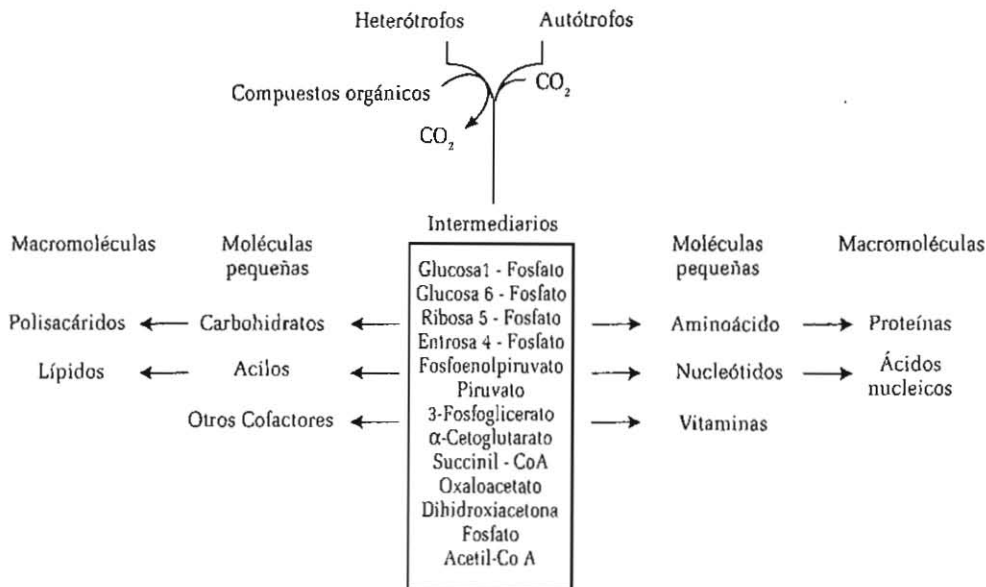 Heterótrofos
Autótrofos
Compuestos orgánicos
CO₂
CO₂
Intermediarios
Macromoléculas
Moléculas
pequeñas
Moléculas
pequeñas
Macromoléculas
Glucosa1 - Fosfato
Glucosa 6 - Fosfato
Ribosa 5 - Fosfato
Entrosa 4 - Fosfato
Fosfoenolpiruvato
Piruvato
3-Fosfoglicerato
α-Cetoglutarato
Succinil - CoA
Oxaloacetato
Dihidroxiacetona
Fosfato
Acetil-Co A
Polisacáridos
Carbohidratos
Aminoácido
Proteínas
Lípidos
Acilos
Nucleótidos
Ácidos
nucleicos
Otros Cofactores
Vitaminas